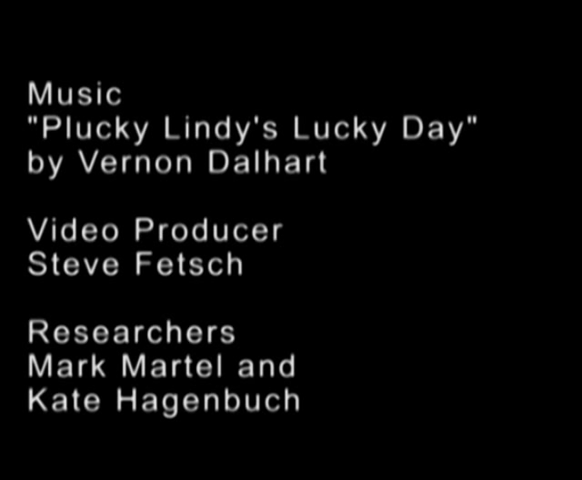 Music
"Plucky Lindy's Lucky Day"
by Vernon Dalhart
Video Producer
Steve Fetsch
Researchers
Mark Martel and
Kate Hagenbuch